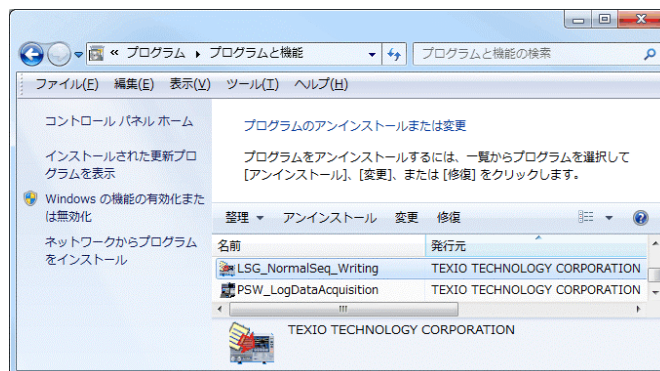 « プログラム ▸ プログラムと機能
プログラムと機能の検索
ファイル(F) 編集(E) 表示(V) ツール(T) ヘルプ(H)
コントロール パネル ホーム
インストールされた更新プロ
グラムを表示
Windows の機能の有効化また
は無効化
ネットワークからプログラム
をインストール
プログラムのアンインストールまたは変更
プログラムをアンインストールするには、一覧からプログラムを選択して
[アンインストール]、[変更]、または [修復] をクリックします。
整理 アンインストール 変更 修復
名前 発行元
LSG_NormalSeq_Writing TEXIO TECHNOLOGY CORPORATION
PSW_LogDataAcquisition TEXIO TECHNOLOGY CORPORATION
TEXIO TECHNOLOGY CORPORATION